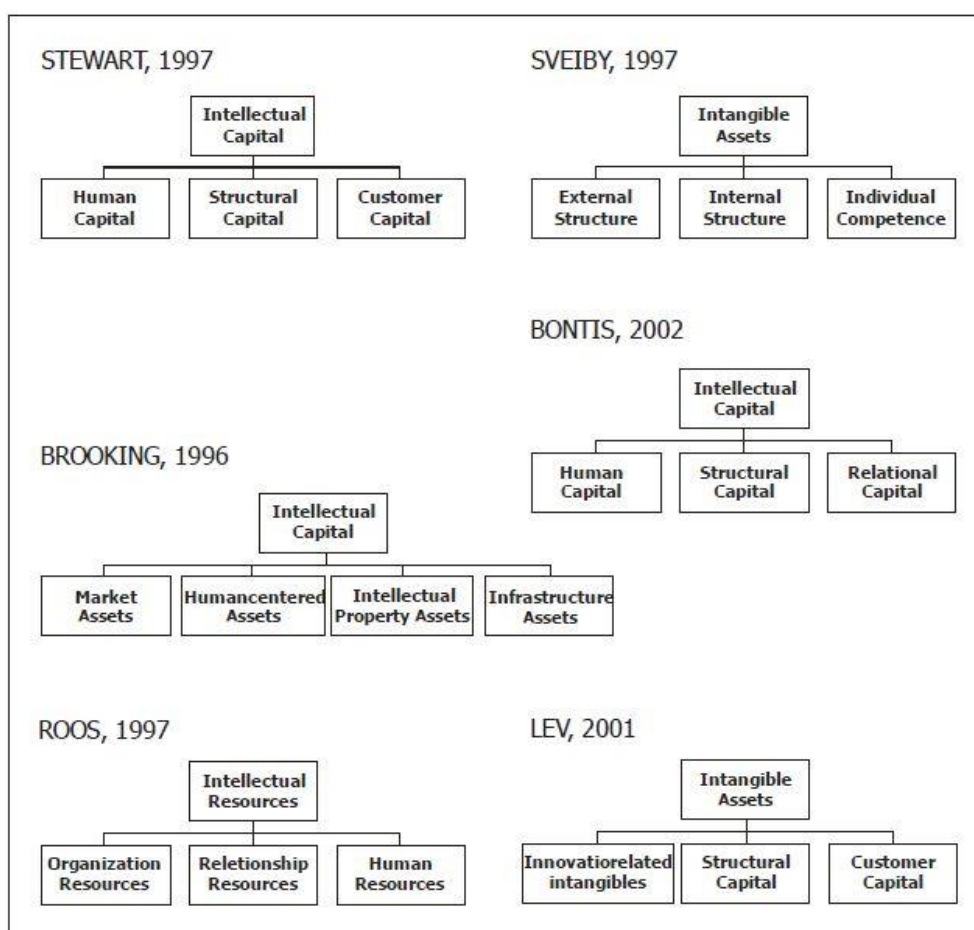 STEWART, 1997
Intellectual
Capital
Human
Capital
Structural
Capital
Customer
Capital
SVEIBY, 1997
Intangible
Assets
External
Structure
Internal
Structure
Individual
Competence
BONTIS, 2002
Intellectual
Capital
Human
Capital
Structural
Capital
Relational
Capital
BROOKING, 1996
Intellectual
Capital
Market
Assets
Humancentered
Assets
Intellectual
Property Assets
Infrastructure
Assets
ROOS, 1997
Intellectual
Resources
Organization
Resources
Reletionship
Resources
Human
Resources
LEV, 2001
Intangible
Assets
Innovatiorelated
intangibles
Structural
Capital
Customer
Capital